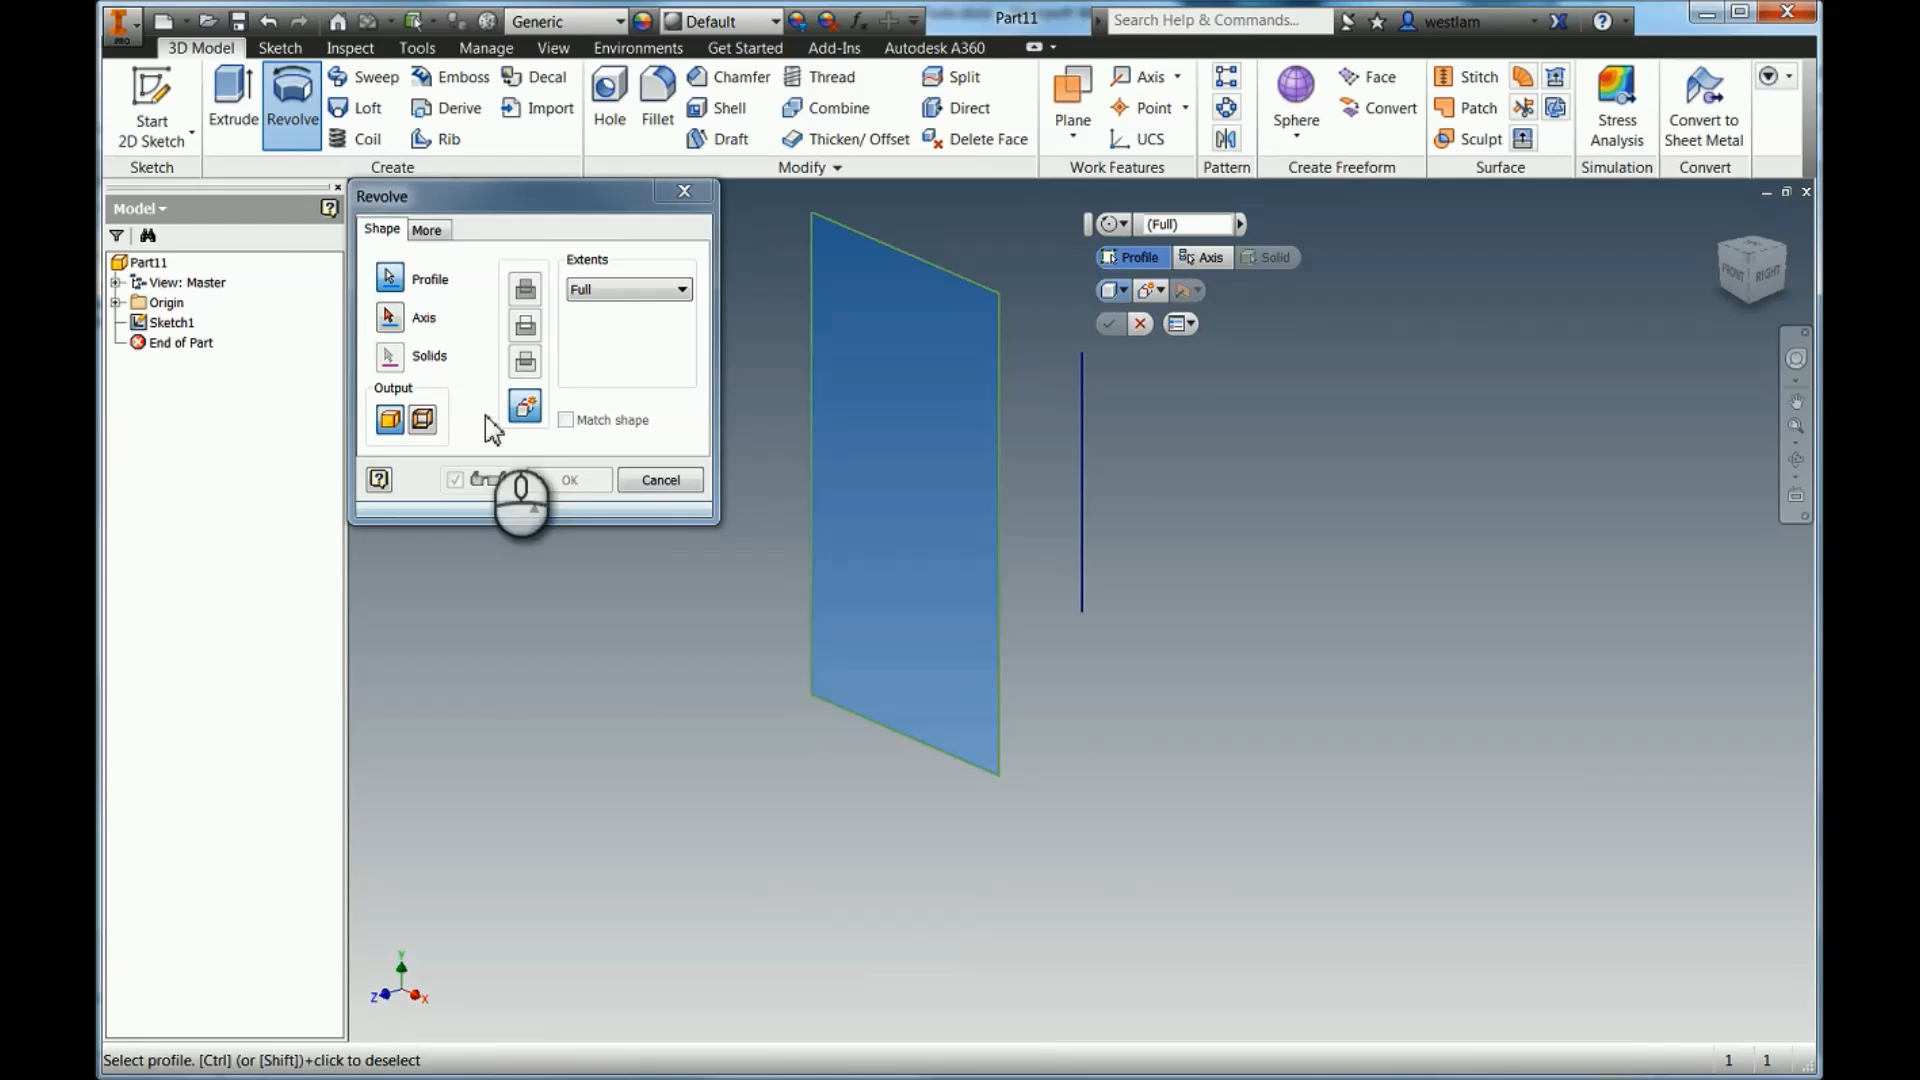 PRO
Generic
Default
Part11
Search Help & Commands...
westlam
3D Model
Sketch
Inspect
Tools
Manage
View
Environments
Get Started
Add-Ins
Autodesk A360
Start
2D Sketch
Extrude
Revolve
Sweep
Loft
Coil
Emboss
Derive
Rib
Decal
Import
Hole
Fillet
Chamfer
Shell
Draft
Thread
Combine
Thicken/ Offset
Split
Direct
Delete Face
Plane
Axis
Point
UCS
Sphere
Face
Convert
Stitch
Patch
Sculpt
Stress
Analysis
Convert to
Sheet Metal
Sketch
Create
Modify
Work Features
Pattern
Create Freeform
Surface
Simulation
Convert
Model
Part11
View: Master
Origin
Sketch1
End of Part
Revolve
Shape
More
Profile
Axis
Solids
Output
Extents
Full
Match shape
OK
Cancel
(Full)
Profile
Axis
Solid
FRONT
RIGHT
Y
Z
X
Select profile. [Ctrl] (or [Shift])+click to deselect
1
1